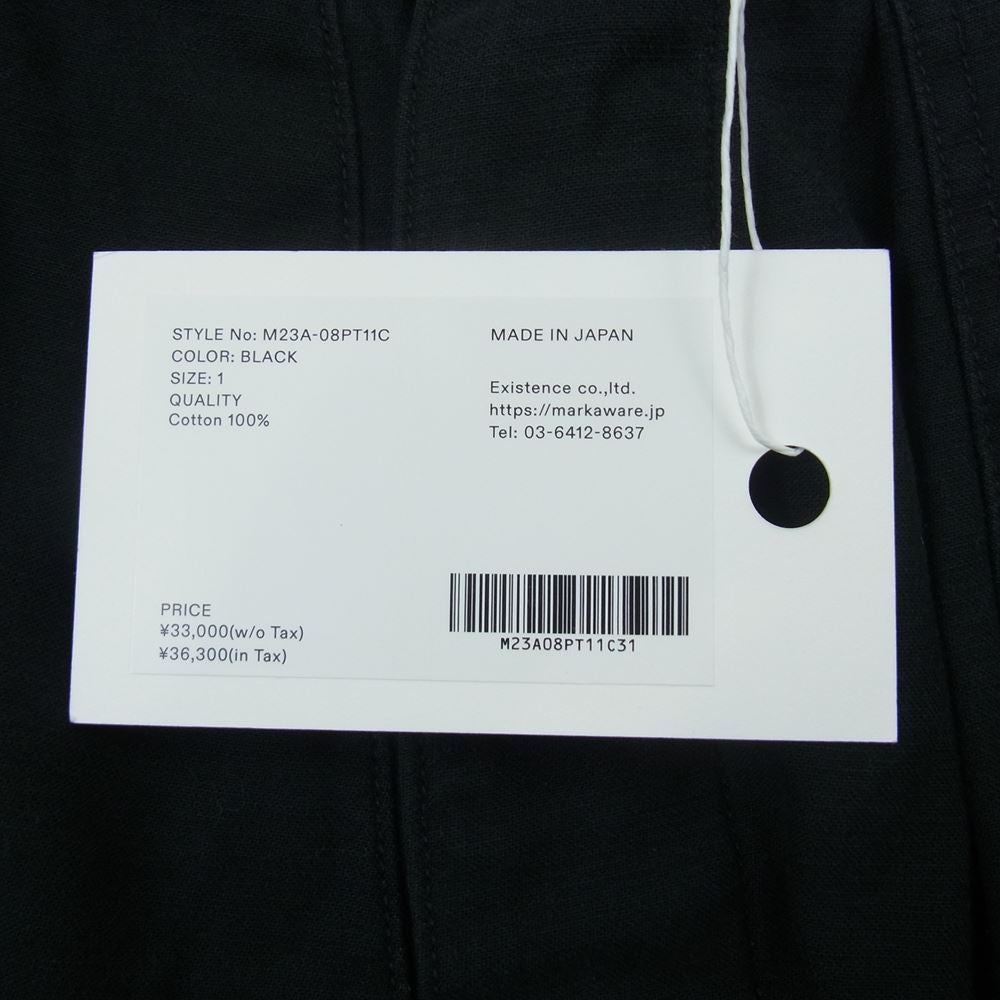 STYLE No: M23A-08PT11C
COLOR: BLACK
SIZE: 1
QUALITY
Cotton 100%
MADE IN JAPAN
Existence co.,ltd.
https://markaware.jp
Tel: 03-6412-8637
PRICE
¥33,000(w/o Tax)
¥36,300(in Tax)
M23A08PT11C31